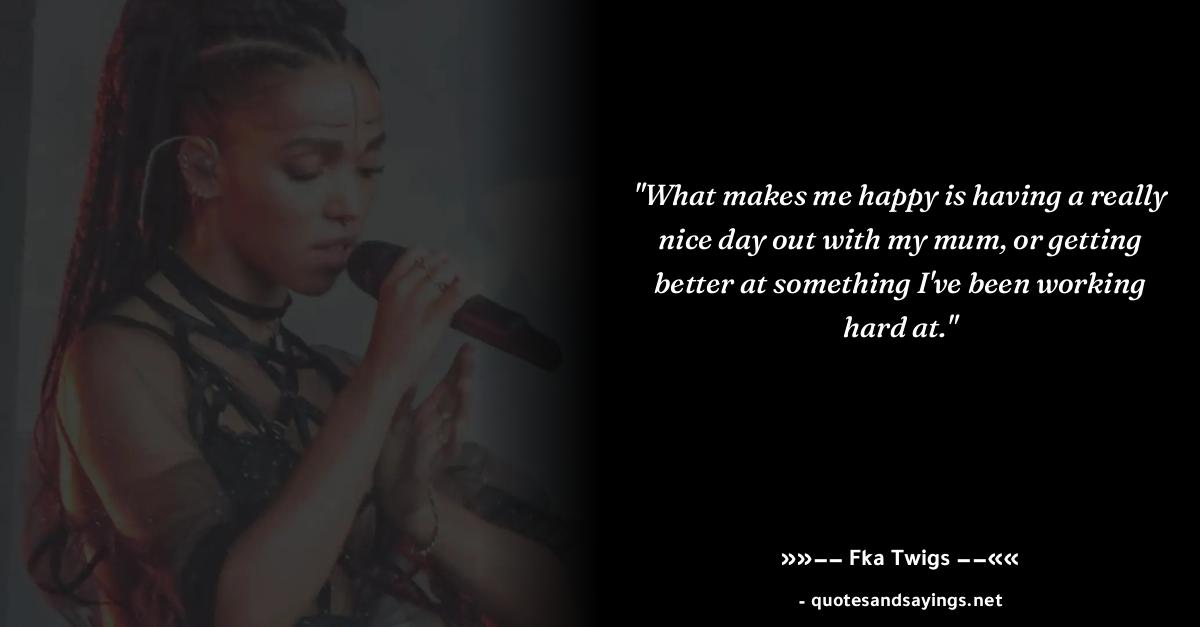 "What makes me happy is having a really
nice day out with my mum, or getting
better at something I've been working
hard at."
»»−− Fka Twigs −−««
- quotesandsayings.net